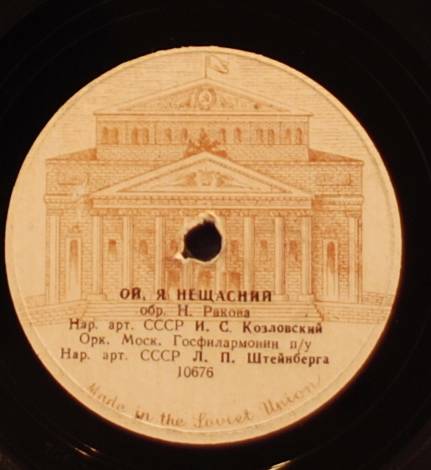 ОЙ, Я НЕЩАСНИЙ
обр. Н. Ракова
Нар. арт. СССР И. С. Козловский
Орк. Моск. Госфилармонии п/у
Нар. арт. СССР Л. П. Штейнберга
10676
Made in the Soviet Union